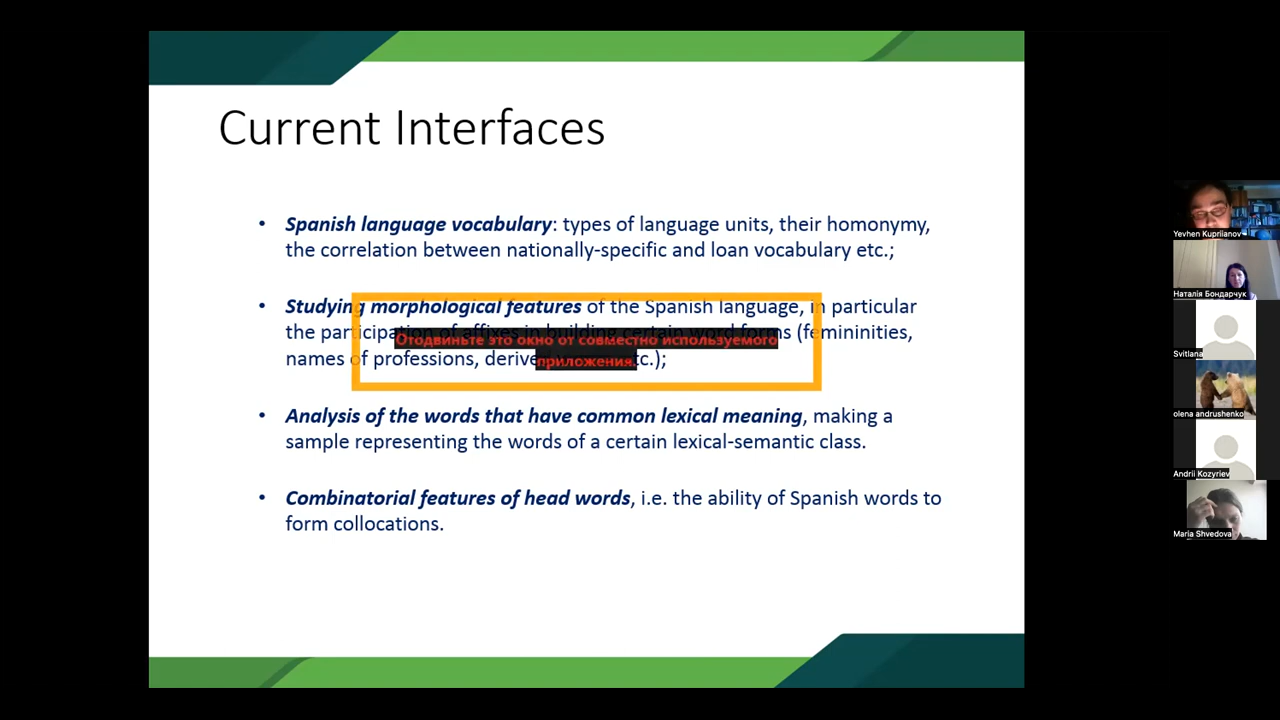 Current Interfaces
• Spanish language vocabulary: types of language units, their homonymy,
the correlation between nationally-specific and loan vocabulary etc.;
• Studying morphological features of the Spanish language, in particular
the participation of affixes in building certain word forms (femininities,
Отодвиньте это окно от совместно используемого
names of professions, etc.);
приложения.
• Analysis of the words that have common lexical meaning, making a
sample representing the words of a certain lexical-semantic class.
• Combinatorial features of head words, i.e. the ability of Spanish words to
form collocations.
Yevhen Kupriianov
Наталія Бондарчук
Svitlana
olena andrushenko
Andrii Kozyriev
Maria Shvedova